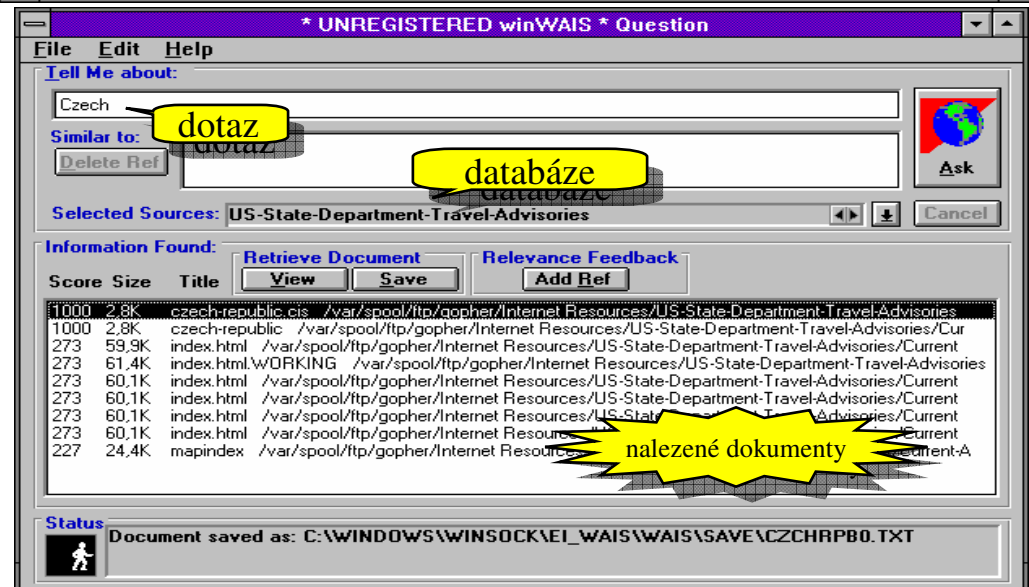 * UNREGISTERED winWAIS * Question
File Edit Help
Tell Me about:
Czech
dotaz
Similar to:
Delete Ref
databáze
Ask
Selected Sources: US-State-Department-Travel-Advisories
Cancel
Information Found:
Retrieve Document
Relevance Feedback
Score Size Title View Save Add Ref
1000 2,8K czech-republic.cis /var/spool/ftp/gopher/Internet Resources/US-State-Department-Travel-Advisories
1000 2,8K czech-republic /var/spool/ftp/gopher/Internet Resources/US-State-Department-Travel-Advisories/Cur
273 59,9K index.html /var/spool/ftp/gopher/Internet Resources/US-State-Department-Travel-Advisories/Current
273 61,4K index.html.WORKING /var/spool/ftp/gopher/Internet Resources/US-State-Department-Travel-Advisories
273 60,1K index.html /var/spool/ftp/gopher/Internet Resources/US-State-Department-Travel-Advisories/Current
273 60,1K index.html /var/spool/ftp/gopher/Internet Resources/US-State-Department-Travel-Advisories/Current
273 60,1K index.html /var/spool/ftp/gopher/Internet Resources/US-State-Department-Travel-Advisories/Current
273 60,1K index.html /var/spool/ftp/gopher/Internet Current
227 24,4K mapindex /var/spool/ftp/gopher/Internet
nalezené dokumenty
Status
Document saved as: C:\WINDOWS\WINSOCK\EI_WAIS\WAIS\SAVE\CZCHRPB0.TXT